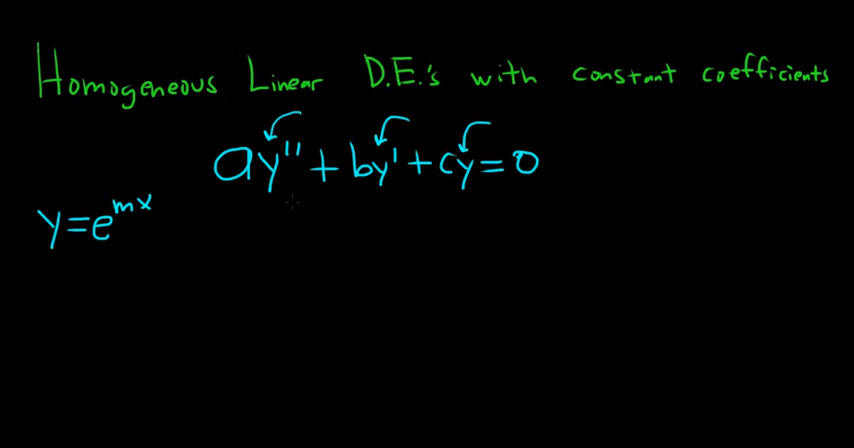 Homogeneous Linear D.E.'s with constant coefficients
ay'' + by' + cy = 0
y = e^{mx}